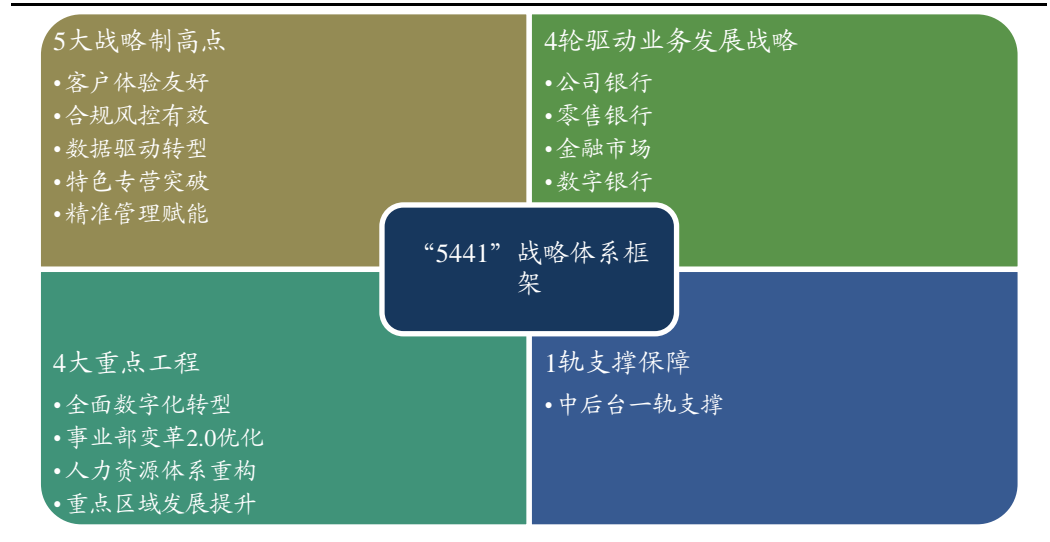 5大战略制高点
•客户体验友好
•合规风控有效
•数据驱动转型
•特色专营突破
•精准管理赋能
4轮驱动业务发展战略
•公司银行
•零售银行
•金融市场
•数字银行
“5441”战略体系框
架
4大重点工程
•全面数字化转型
•事业部变革2.0优化
•人力资源体系重构
•重点区域发展提升
1轨支撑保障
•中后台一轨支撑